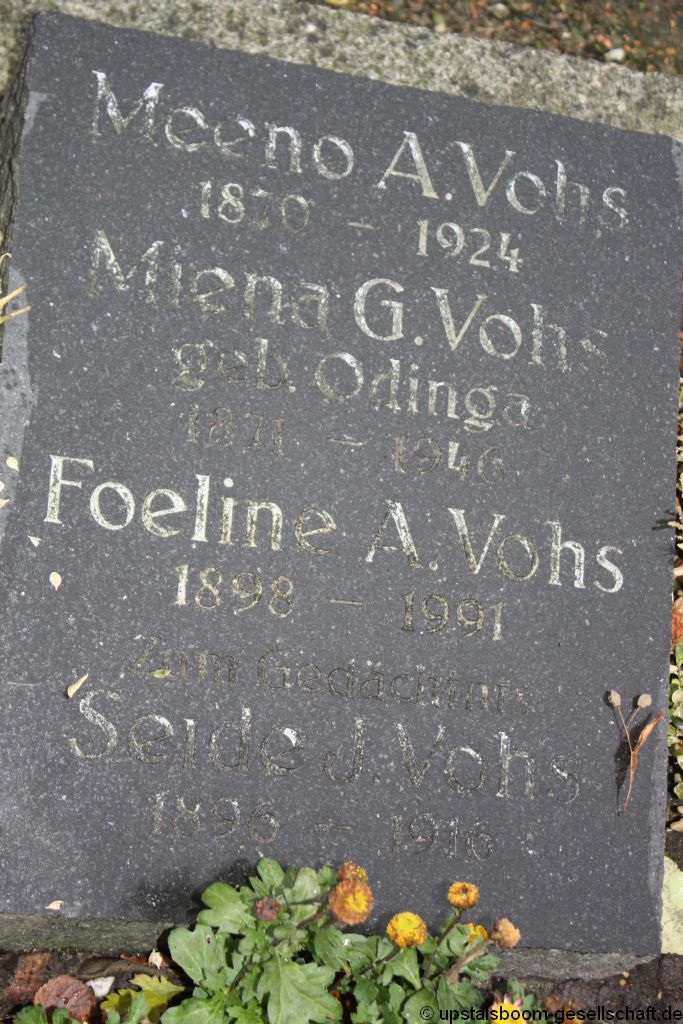 Meeno A. Vohs
1870 – 1924
Miena G. Vohs
geb. Odinga
1871 – 1946
Foeline A. Vohs
1898 – 1991
Zum Gedächtnis
Seide J. Vohs
1896 – 1916
© Upstalsboom-gesellschaft.de